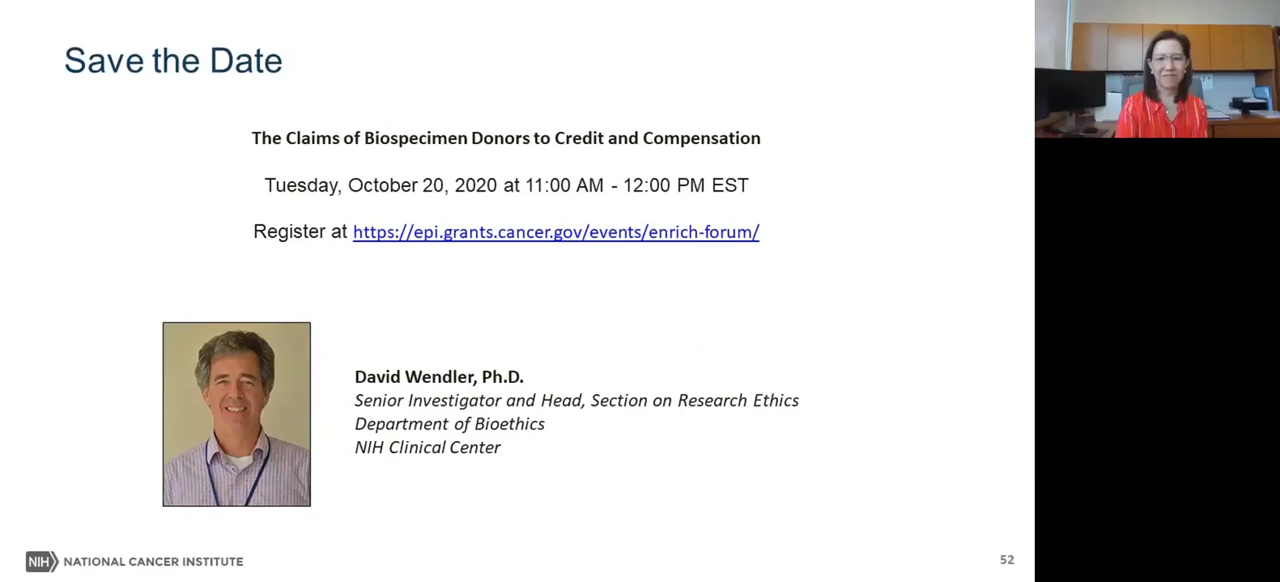 Save the Date
The Claims of Biospecimen Donors to Credit and Compensation
Tuesday, October 20, 2020 at 11:00 AM - 12:00 PM EST
Register at https://epi.grants.cancer.gov/events/enrich-forum/
David Wendler, Ph.D.
Senior Investigator and Head, Section on Research Ethics
Department of Bioethics
NIH Clinical Center
NIH NATIONAL CANCER INSTITUTE
52